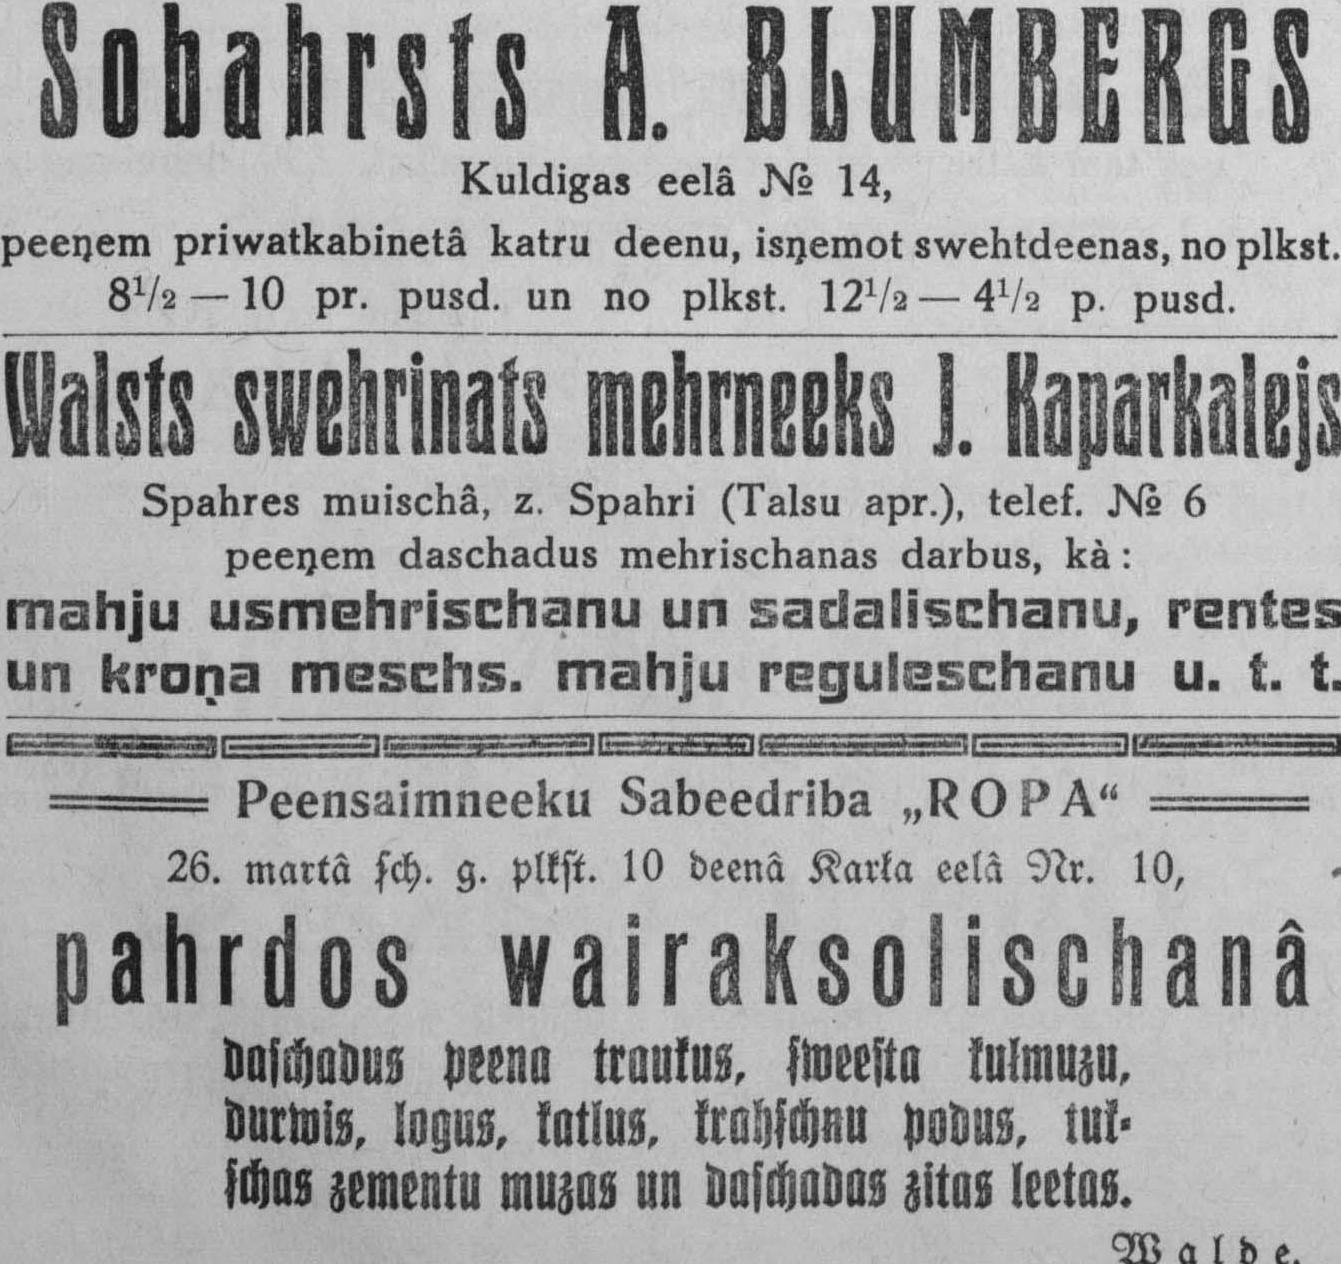 Sobahrsts A. BLUMBERGS
Kuldigas eelâ № 14,
peeņem priwatkabinetâ katru deenu, isņemot swehtdeenas, no plkst.
8¹/₂ — 10 pr. pusd. un no plkst. 12¹/₂ — 4¹/₂ p. pusd.
Walsts swehrinats mehrneeks J. Kaparkalejs
Spahres muischâ, z. Spahri (Talsu apr.), telef. № 6
peeņem daschadus mehrischanas darbus, kà:
mahju usmehrischanu un sadalischanu, rentes
un kroņa meschs. mahju reguleschanu u. t. t.
Peensaimneeku Sabeedriba „ROPA“
26. martâ ſch. g. plkſt. 10 deenâ Karka eelâ Nr. 10,
pahrdos wairaksolischanâ
daſchadus peena traukus, ſweeſta kulmuzu,
durwis, logus, katlus, krahſchnu podus, tuk-
ſchas zementu muzas un daſchadas zitas leetas.
Walde.